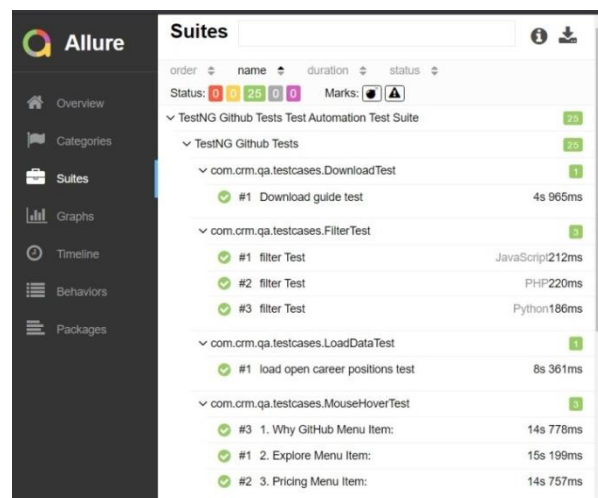 Allure
Overview
Categories
Suites
Graphs
Timeline
Behaviors
Packages
Suites
order name duration status
Status: 0 0 25 0 0 Marks:
TestNG Github Tests Test Automation Test Suite 25
TestNG Github Tests 25
com.crm.qa.testcases.DownloadTest 1
#1 Download guide test 4s 965ms
com.crm.qa.testcases.FilterTest 3
#1 filter Test JavaScript212ms
#2 filter Test PHP220ms
#3 filter Test Python186ms
com.crm.qa.testcases.LoadDataTest 1
#1 load open career positions test 8s 361ms
com.crm.qa.testcases.MouseHoverTest 3
#3 1. Why GitHub Menu Item: 14s 778ms
#1 2. Explore Menu Item: 15s 199ms
#2 3. Pricing Menu Item: 14s 757ms